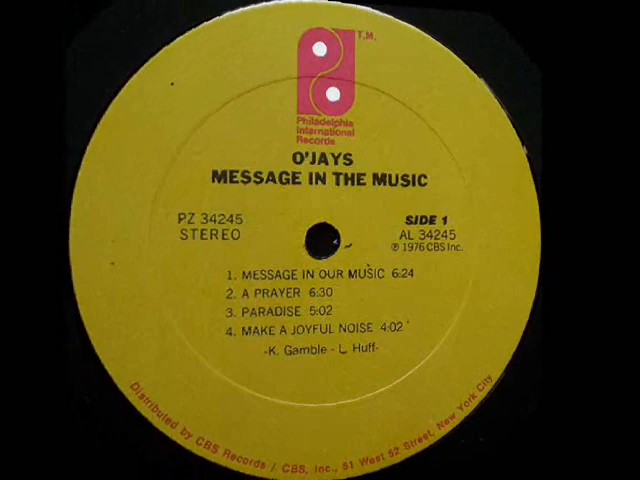 T.M.
Philadelphia
International
Records
O'JAYS
MESSAGE IN THE MUSIC
PZ 34245
STEREO
SIDE 1
AL 34245
℗ 1976 CBS Inc.
1. MESSAGE IN OUR MUSIC 6:24
2. A PRAYER 6:30
3. PARADISE 5:02
4. MAKE A JOYFUL NOISE 4:02
-K. Gamble - L. Huff-
Distributed by CBS Records / CBS, Inc., 51 West 52 Street, New York City